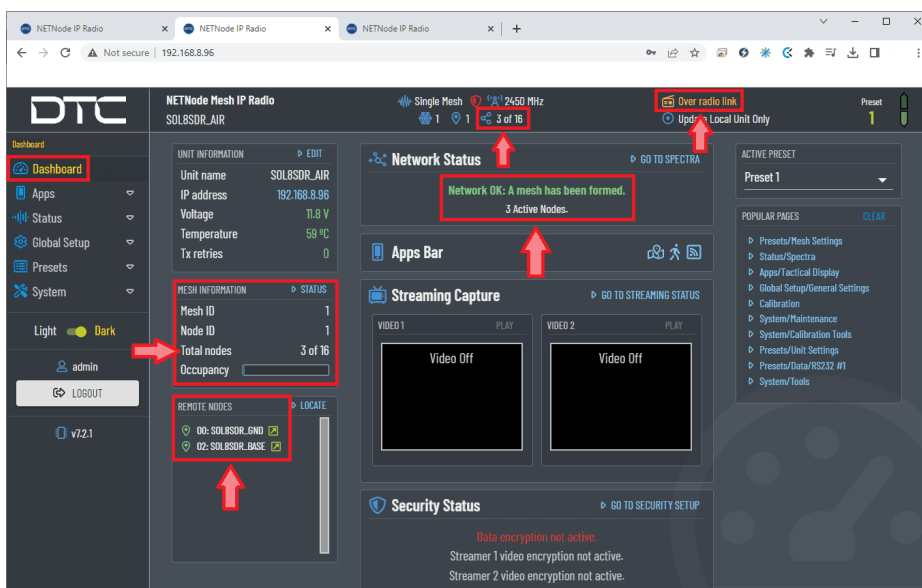 NETNode IP Radio
NETNode IP Radio
NETNode IP Radio
Not secure 192.168.8.96
DTC
NETNode Mesh IP Radio
SOL8SDR_AIR
Single Mesh 2450 MHz
1 1 3 of 16
Over radio link
Update Local Unit Only
Preset
1
Dashboard
Dashboard
Apps
Status
Global Setup
Presets
System
Light Dark
admin
LOGOUT
v7.2.1
UNIT INFORMATION EDIT
Unit name SOL8SDR_AIR
IP address 192.168.8.96
Voltage 11.8 V
Temperature 59 ºC
Tx retries 0
MESH INFORMATION STATUS
Mesh ID 1
Node ID 1
Total nodes 3 of 16
Occupancy
REMOTE NODES LOCATE
00: SOL8SDR_GND
02: SOL8SDR_BASE
Network Status GO TO SPECTRA
Network OK: A mesh has been formed.
3 Active Nodes.
Apps Bar
Streaming Capture GO TO STREAMING STATUS
VIDEO 1 PLAY
Video Off
VIDEO 2 PLAY
Video Off
Security Status GO TO SECURITY SETUP
Data encryption not active.
Streamer 1 video encryption not active.
Streamer 2 video encryption not active.
ACTIVE PRESET
Preset 1
POPULAR PAGES CLEAR
Presets/Mesh Settings
Status/Spectra
Apps/Tactical Display
Global Setup/General Settings
Calibration
System/Maintenance
System/Calibration Tools
Presets/Unit Settings
Presets/Data/RS232 #1
System/Tools